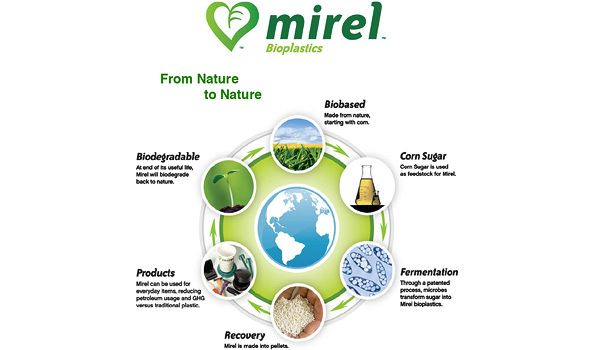 mirel™
Bioplastics
From Nature
to Nature
Biobased
Made from nature,
starting with corn.
Corn Sugar
Corn Sugar is used
as feedstock for Mirel.
Fermentation
Through a patented
process, microbes
transform sugar into
Mirel bioplastics.
Recovery
Mirel is made into pellets.
Products
Mirel can be used for
everyday items, reducing
petroleum usage and GHG
versus traditional plastic.
Biodegradable
At end of its useful life,
Mirel will biodegrade
back to nature.